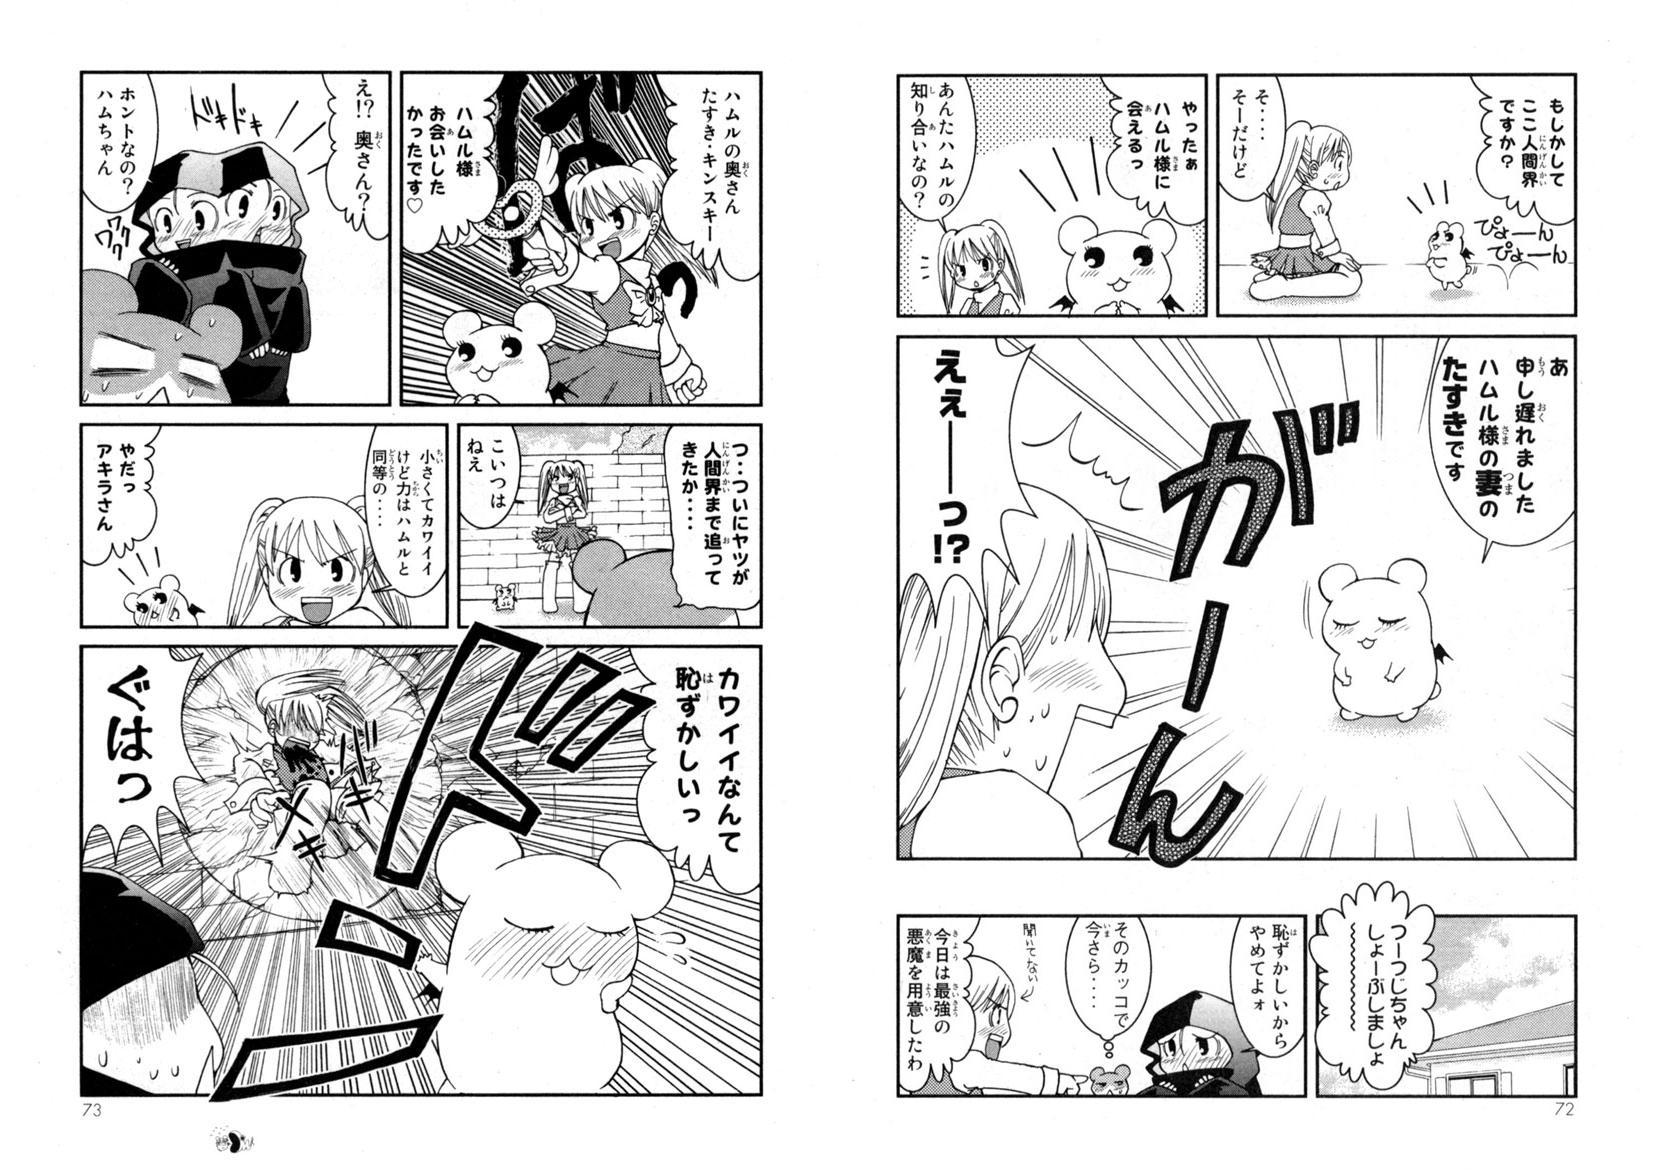 もしかして
ここ人間界
ですか？
ぴょーん
ぴょーん
そ‥‥
そーだけど
やったぁ
ハムル様に
会えるっ
あんたハムルの
知り合いなの？
あ
申し遅れました
ハムル様の妻の
たすきです
ガーーん
ええーーっ!?
つーつじちゃん
しょーぶしましょ
恥ずかしいから
やめてよォ
そのカッコで
今さら‥‥
聞いてない
今日は最強の
悪魔を用意したわ
72
ハムルの奥さん
たすき・キンスキー
ハムル様
お会いした
かったです♡
え!?奥さん？
ドキドキ
ホントなの？
ハムちゃん
ワクワク
つ‥ついにヤツが
人間界まで追って
きたか‥‥
こいつは
ねえ
小さくてカワイイ
けど力はハムルと
同等の‥‥
やだっ
アキラさん
カワイイなんて
恥ずかしいっ
ドゴ
メキ
バキ
ぐはっ
73